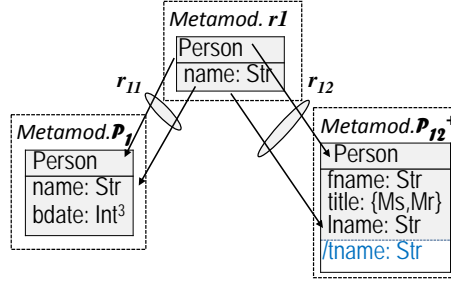 Metamod. r1
Person
name: Str
r11
r12
Metamod.P1
Person
name: Str
bdate: Int³
Metamod.P12⁺
Person
fname: Str
title: {Ms,Mr}
lname: Str
/tname: Str